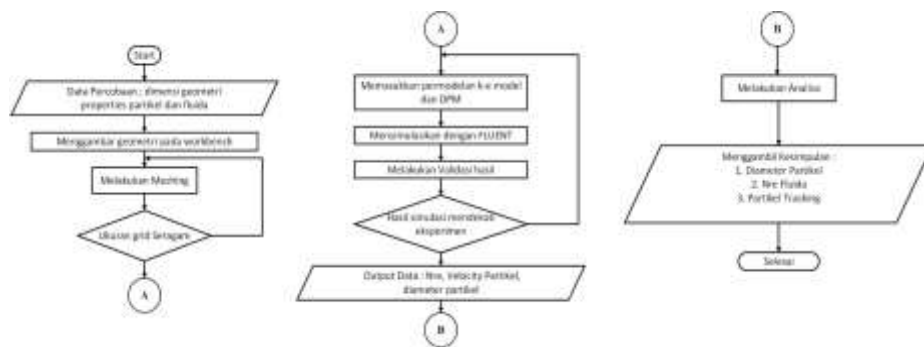 Start
Data Percobaan : dimensi geometri
properties partikel dan fluida
Menggambar geometri pada workbench
Melakukan Meshing
Ukuran grid Seragam
A
A
Memasukkan permodelan k-e model
dan DPM
Mensimulasikan dengan FLUENT
Melakukan Validasi hasil
Hasil simulasi mendekati
eksperimen
Output Data : Nre, Velocity Partikel,
diameter partikel
B
B
Melakukan Analisa
Menggambil Kesimpulan :
1. Diameter Partikel
2. Nre Fluida
3. Partikel Tracking
Selesai